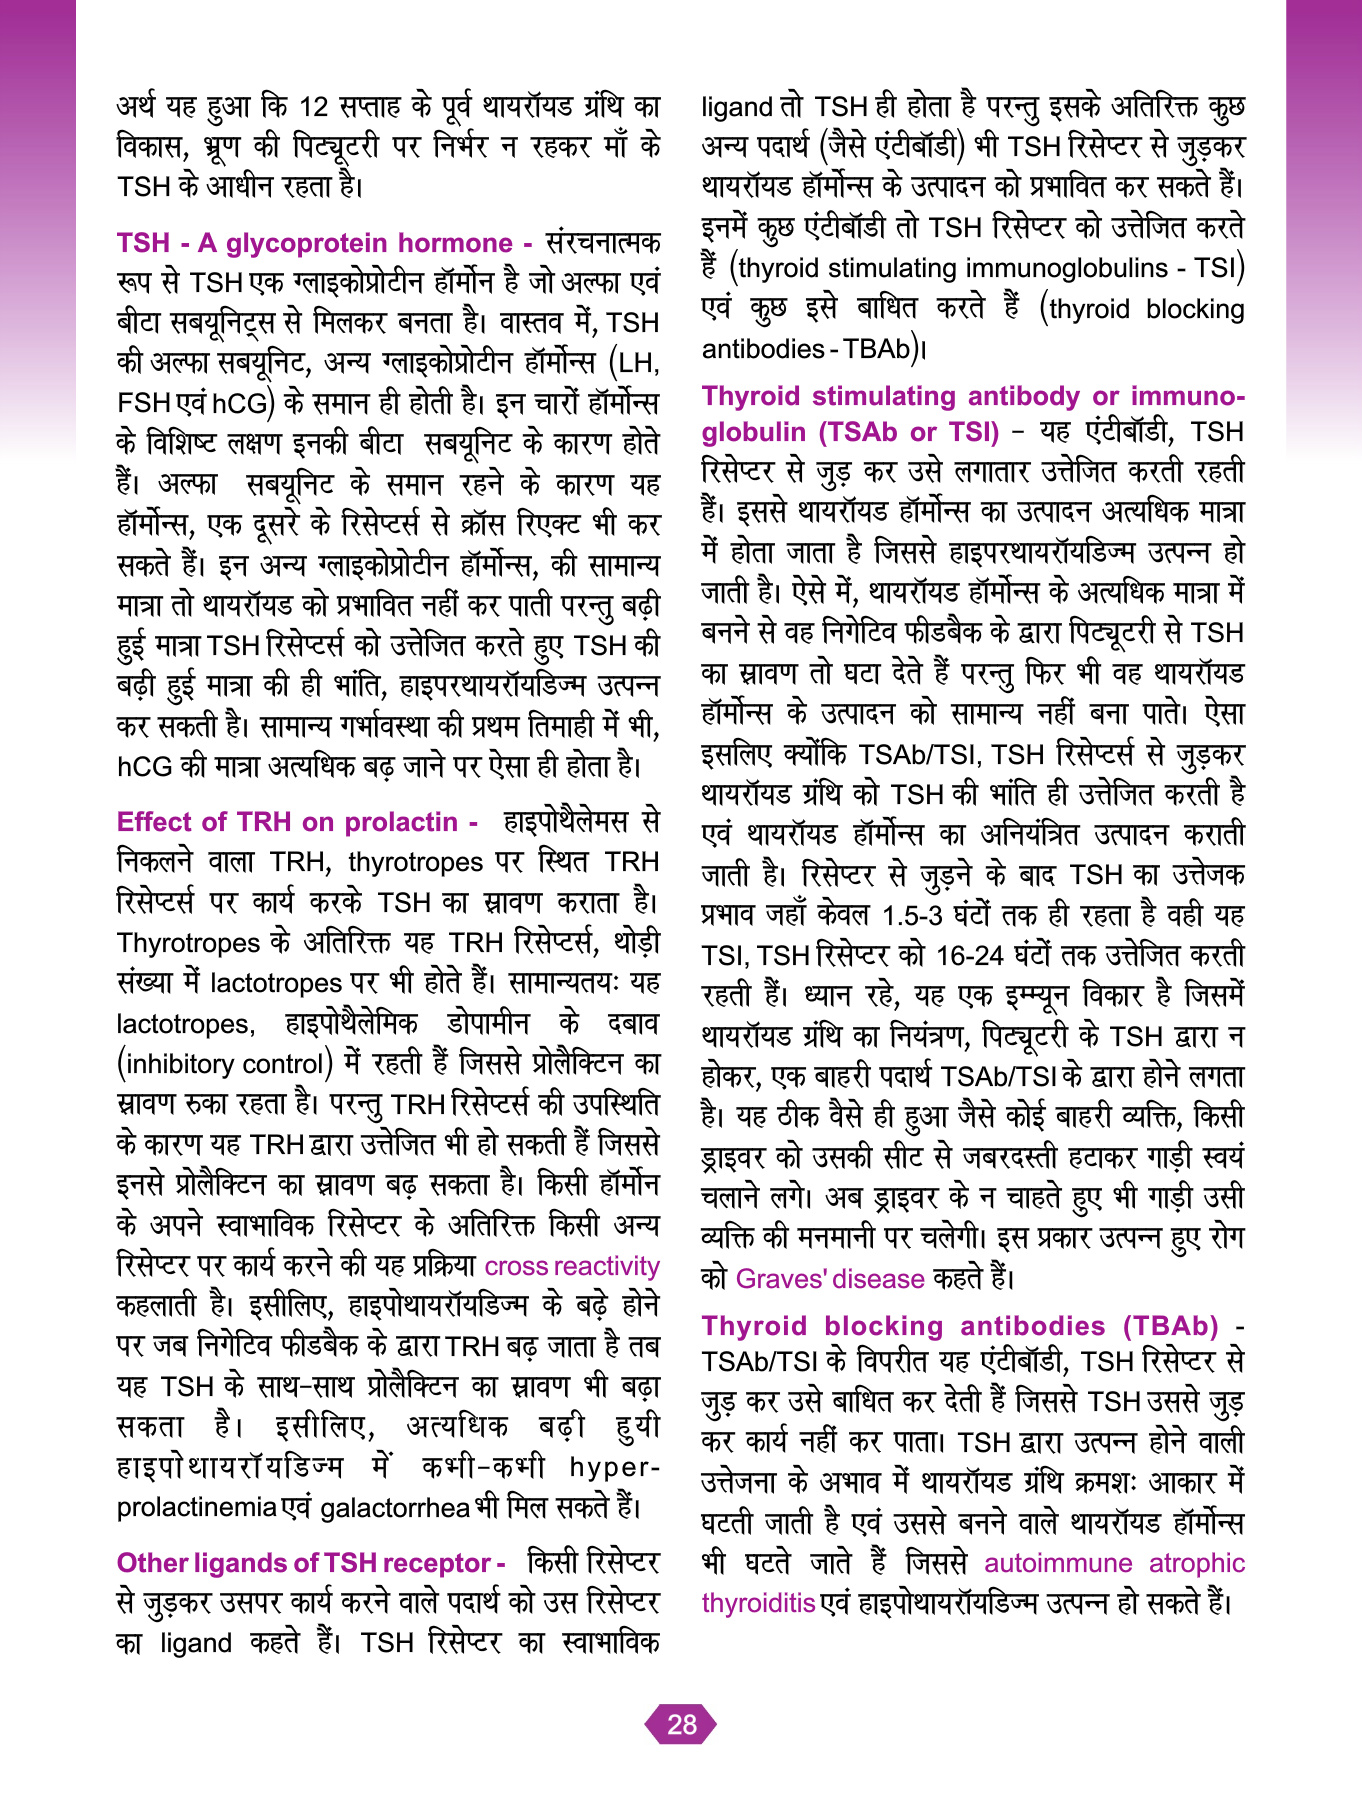 अर्थ यह हुआ कि 12 सप्ताह के पूर्व थायरॉयड ग्रंथि का
विकास, भ्रूण की पिट्यूटरी पर निर्भर न रहकर माँ के
TSH के आधीन रहता है।
TSH - A glycoprotein hormone - संरचनात्मक
रूप से TSH एक ग्लाइकोप्रोटीन हॉर्मोन है जो अल्फा एवं
बीटा सबयूनिट्स से मिलकर बनता है। वास्तव में, TSH
की अल्फा सबयूनिट, अन्य ग्लाइकोप्रोटीन हॉर्मोन्स (LH,
FSH एवं hCG) के समान ही होती है। इन चारों हॉर्मोन्स
के विशिष्ट लक्षण इनकी बीटा सबयूनिट के कारण होते
हैं। अल्फा सबयूनिट के समान रहने के कारण यह
हॉर्मोन्स, एक दूसरे के रिसेप्टर्स से क्रॉस रिएक्ट भी कर
सकते हैं। इन अन्य ग्लाइकोप्रोटीन हॉर्मोन्स, की सामान्य
मात्रा तो थायरॉयड को प्रभावित नहीं कर पाती परन्तु बढ़ी
हुई मात्रा TSH रिसेप्टर्स को उत्तेजित करते हुए TSH की
बढ़ी हुई मात्रा की ही भांति, हाइपरथायरॉयडिज्म उत्पन्न
कर सकती है। सामान्य गर्भावस्था की प्रथम तिमाही में भी,
hCG की मात्रा अत्यधिक बढ़ जाने पर ऐसा ही होता है।
Effect of TRH on prolactin - हाइपोथैलेमस से
निकलने वाला TRH, thyrotropes पर स्थित TRH
रिसेप्टर्स पर कार्य करके TSH का स्रावण कराता है।
Thyrotropes के अतिरिक्त यह TRH रिसेप्टर्स, थोड़ी
संख्या में lactotropes पर भी होते हैं। सामान्यतयः यह
lactotropes, हाइपोथैलेमिक डोपामीन के दबाव
(inhibitory control) में रहती हैं जिससे प्रोलैक्टिन का
स्रावण रुका रहता है। परन्तु TRH रिसेप्टर्स की उपस्थिति
के कारण यह TRH द्वारा उत्तेजित भी हो सकती हैं जिससे
इनसे प्रोलैक्टिन का स्रावण बढ़ सकता है। किसी हॉर्मोन
के अपने स्वाभाविक रिसेप्टर के अतिरिक्त किसी अन्य
रिसेप्टर पर कार्य करने की यह प्रक्रिया cross reactivity
कहलाती है। इसीलिए, हाइपोथायरॉयडिज्म के बढ़े होने
पर जब निगेटिव फीडबैक के द्वारा TRH बढ़ जाता है तब
यह TSH के साथ-साथ प्रोलैक्टिन का स्रावण भी बढ़ा
सकता है। इसीलिए, अत्यधिक बढ़ी हुयी
हाइपोथायरॉयडिज्म में कभी-कभी hyper-
prolactinemia एवं galactorrhea भी मिल सकते हैं।
Other ligands of TSH receptor - किसी रिसेप्टर
से जुड़कर उसपर कार्य करने वाले पदार्थ को उस रिसेप्टर
का ligand कहते हैं। TSH रिसेप्टर का स्वाभाविक
ligand तो TSH ही होता है परन्तु इसके अतिरिक्त कुछ
अन्य पदार्थ (जैसे एंटीबॉडी) भी TSH रिसेप्टर से जुड़कर
थायरॉयड हॉर्मोन्स के उत्पादन को प्रभावित कर सकते हैं।
इनमें कुछ एंटीबॉडी तो TSH रिसेप्टर को उत्तेजित करते
हैं (thyroid stimulating immunoglobulins - TSI)
एवं कुछ इसे बाधित करते हैं (thyroid blocking
antibodies - TBAb)।
Thyroid stimulating antibody or immuno-
globulin (TSAb or TSI) – यह एंटीबॉडी, TSH
रिसेप्टर से जुड़ कर उसे लगातार उत्तेजित करती रहती
हैं। इससे थायरॉयड हॉर्मोन्स का उत्पादन अत्यधिक मात्रा
में होता जाता है जिससे हाइपरथायरॉयडिज्म उत्पन्न हो
जाती है। ऐसे में, थायरॉयड हॉर्मोन्स के अत्यधिक मात्रा में
बनने से वह निगेटिव फीडबैक के द्वारा पिट्यूटरी से TSH
का स्रावण तो घटा देते हैं परन्तु फिर भी वह थायरॉयड
हॉर्मोन्स के उत्पादन को सामान्य नहीं बना पाते। ऐसा
इसलिए क्योंकि TSAb/TSI, TSH रिसेप्टर्स से जुड़कर
थायरॉयड ग्रंथि को TSH की भांति ही उत्तेजित करती है
एवं थायरॉयड हॉर्मोन्स का अनियंत्रित उत्पादन कराती
जाती है। रिसेप्टर से जुड़ने के बाद TSH का उत्तेजक
प्रभाव जहाँ केवल 1.5-3 घंटों तक ही रहता है वही यह
TSI, TSH रिसेप्टर को 16-24 घंटों तक उत्तेजित करती
रहती हैं। ध्यान रहे, यह एक इम्म्यून विकार है जिसमें
थायरॉयड ग्रंथि का नियंत्रण, पिट्यूटरी के TSH द्वारा न
होकर, एक बाहरी पदार्थ TSAb/TSI के द्वारा होने लगता
है। यह ठीक वैसे ही हुआ जैसे कोई बाहरी व्यक्ति, किसी
ड्राइवर को उसकी सीट से जबरदस्ती हटाकर गाड़ी स्वयं
चलाने लगे। अब ड्राइवर के न चाहते हुए भी गाड़ी उसी
व्यक्ति की मनमानी पर चलेगी। इस प्रकार उत्पन्न हुए रोग
को Graves' disease कहते हैं।
Thyroid blocking antibodies (TBAb) -
TSAb/TSI के विपरीत यह एंटीबॉडी, TSH रिसेप्टर से
जुड़ कर उसे बाधित कर देती हैं जिससे TSH उससे जुड़
कर कार्य नहीं कर पाता। TSH द्वारा उत्पन्न होने वाली
उत्तेजना के अभाव में थायरॉयड ग्रंथि क्रमशः आकार में
घटती जाती है एवं उससे बनने वाले थायरॉयड हॉर्मोन्स
भी घटते जाते हैं जिससे autoimmune atrophic
thyroiditis एवं हाइपोथायरॉयडिज्म उत्पन्न हो सकते हैं।
28